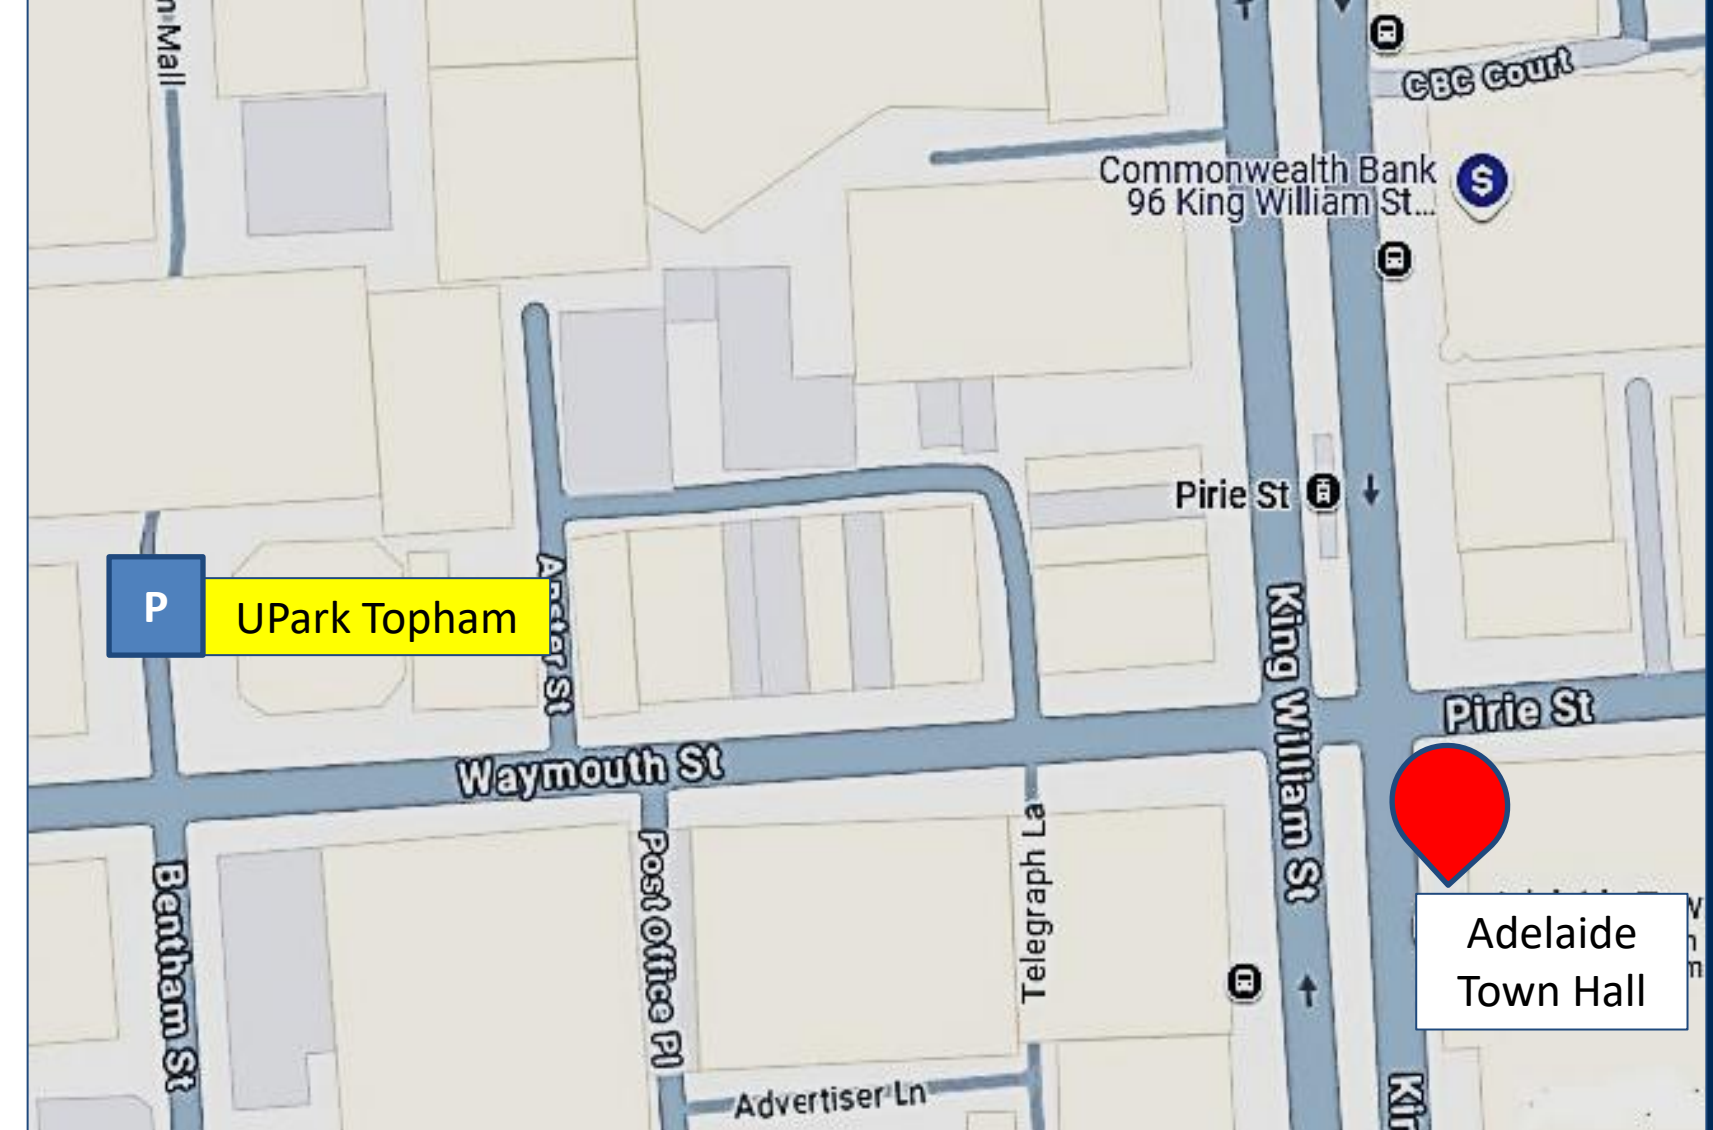 Mall
CBC Court
Commonwealth Bank
96 King William St...
$
Pirie St
P
UPark Topham
King William St
Pirie St
Waymouth St
Post Office Pl
Telegraph La
Bentham St
Adelaide
Town Hall
Advertiser Ln